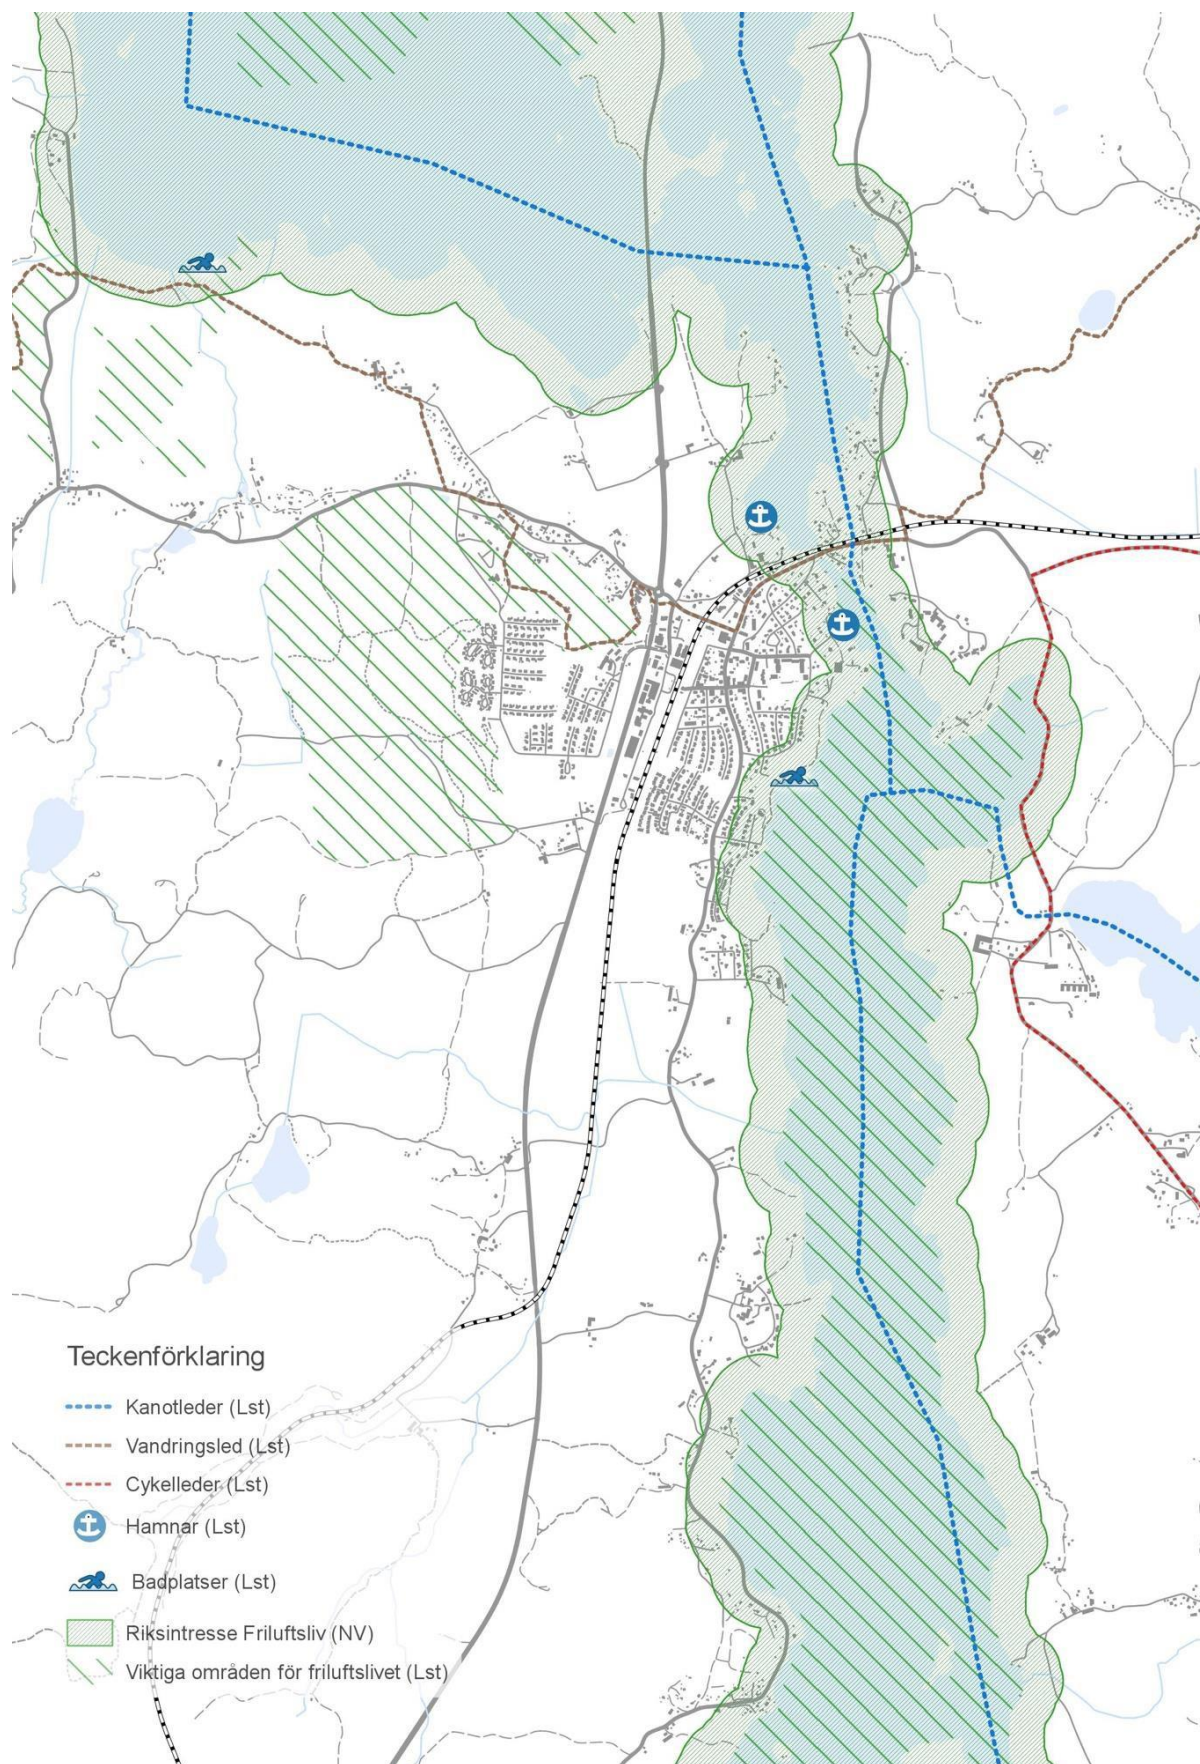 Teckenförklaring
Kanotleder (Lst)
Vandringsled (Lst)
Cykelleder (Lst)
Hamnar (Lst)
Badplatser (Lst)
Riksintresse Friluftsliv (NV)
Viktiga områden för friluftslivet (Lst)